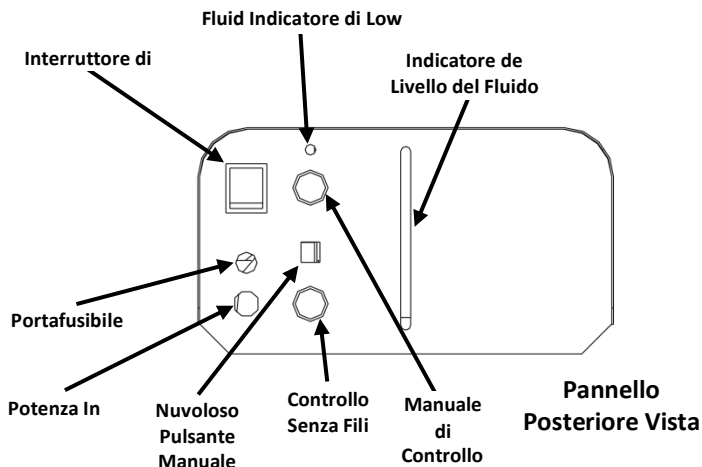 Fluid Indicatore di Low
Interruttore di
Indicatore de
Livello del Fluido
Portafusibile
Potenza In
Nuvoloso
Pulsante
Manuale
Controllo
Senza Fili
Manuale
di
Controllo
Pannello
Posteriore Vista